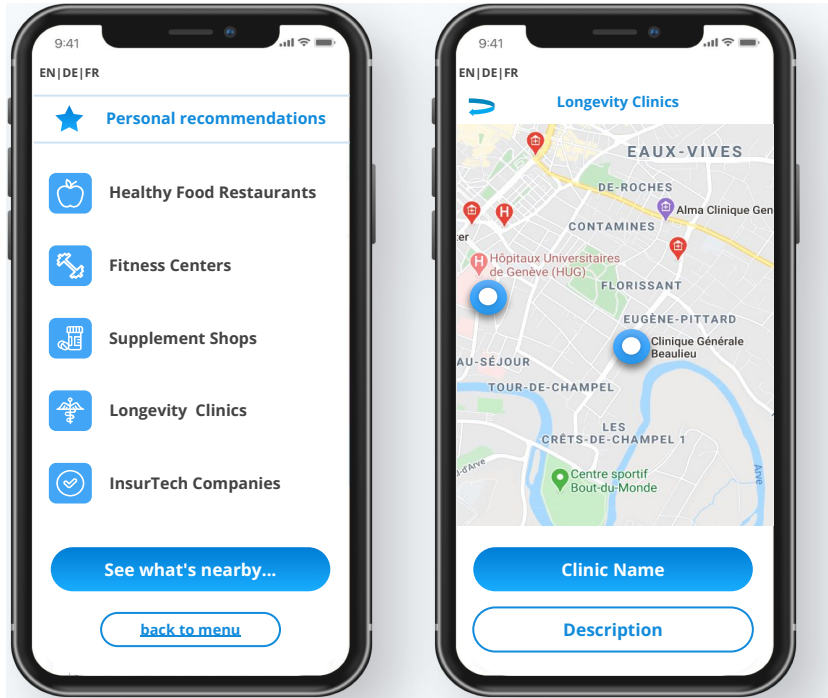 9:41
EN|DE|FR
Personal recommendations
Healthy Food Restaurants
Fitness Centers
Supplement Shops
Longevity Clinics
InsurTech Companies
See what's nearby...
back to menu
9:41
EN|DE|FR
Longevity Clinics
EAUX-VIVES
DE-ROCHES
Alma Clinique Gen
CONTAMINES
er
Hôpitaux Universitaires
de Genève (HUG)
FLORISSANT
EUGÈNE-PITTARD
Clinique Générale
Beaulieu
AU-SÉJOUR
TOUR-DE-CHAMPEL
LES
CRÊTS-DE-CHAMPEL 1
d'Arve
Arve
Centre sportif
Bout-du-Monde
Clinic Name
Description